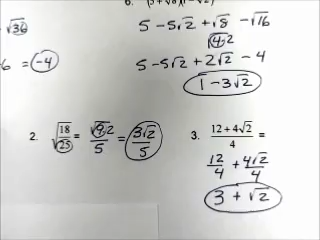 6. (5 + √8)(1 − √2)
5 − 5√2 + √8 − √16
√4·2
5 − 5√2 + 2√2 − 4
1 − 3√2
√36
6 = −4
2. √(18/25) = √9·2/5 = 3√2/5
3. (12 + 4√2)/4 =
12/4 + 4√2/4
3 + √2